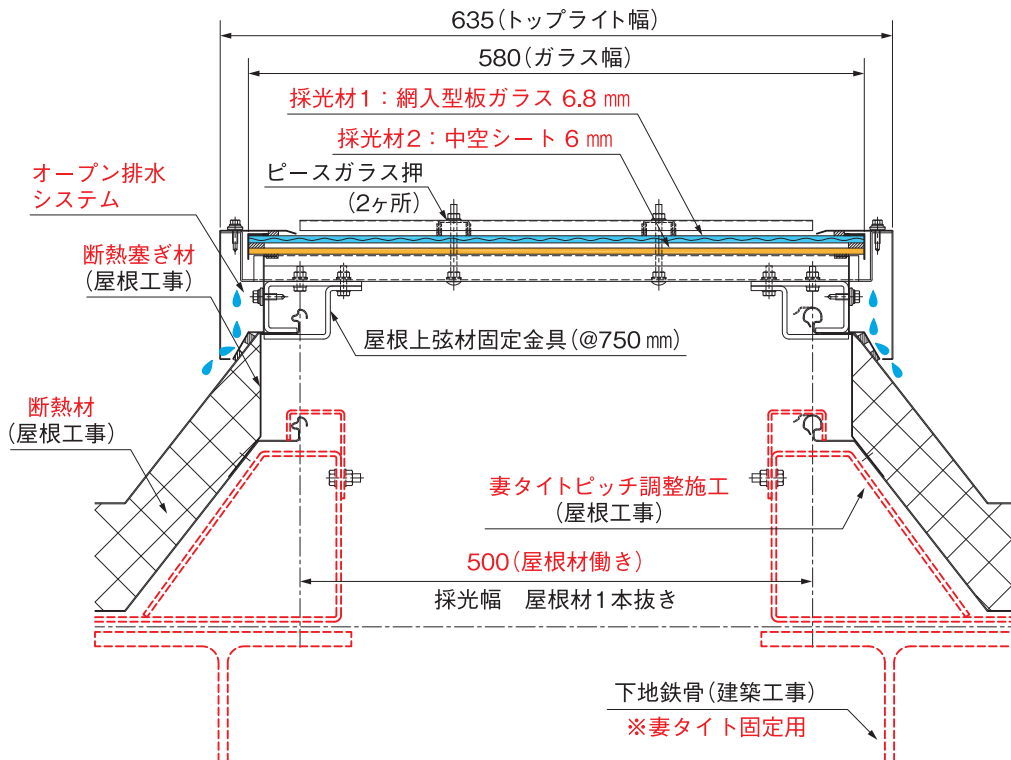 635(トップライト幅)
580(ガラス幅)
採光材1：網入型板ガラス 6.8 mm
採光材2：中空シート 6 mm
オープン排水
システム
ピースガラス押
(2ヶ所)
断熱塞ぎ材
(屋根工事)
屋根上弦材固定金具(@750 mm)
断熱材
(屋根工事)
妻タイトピッチ調整施工
(屋根工事)
500(屋根材働き)
採光幅　屋根材1本抜き
下地鉄骨(建築工事)
※妻タイト固定用